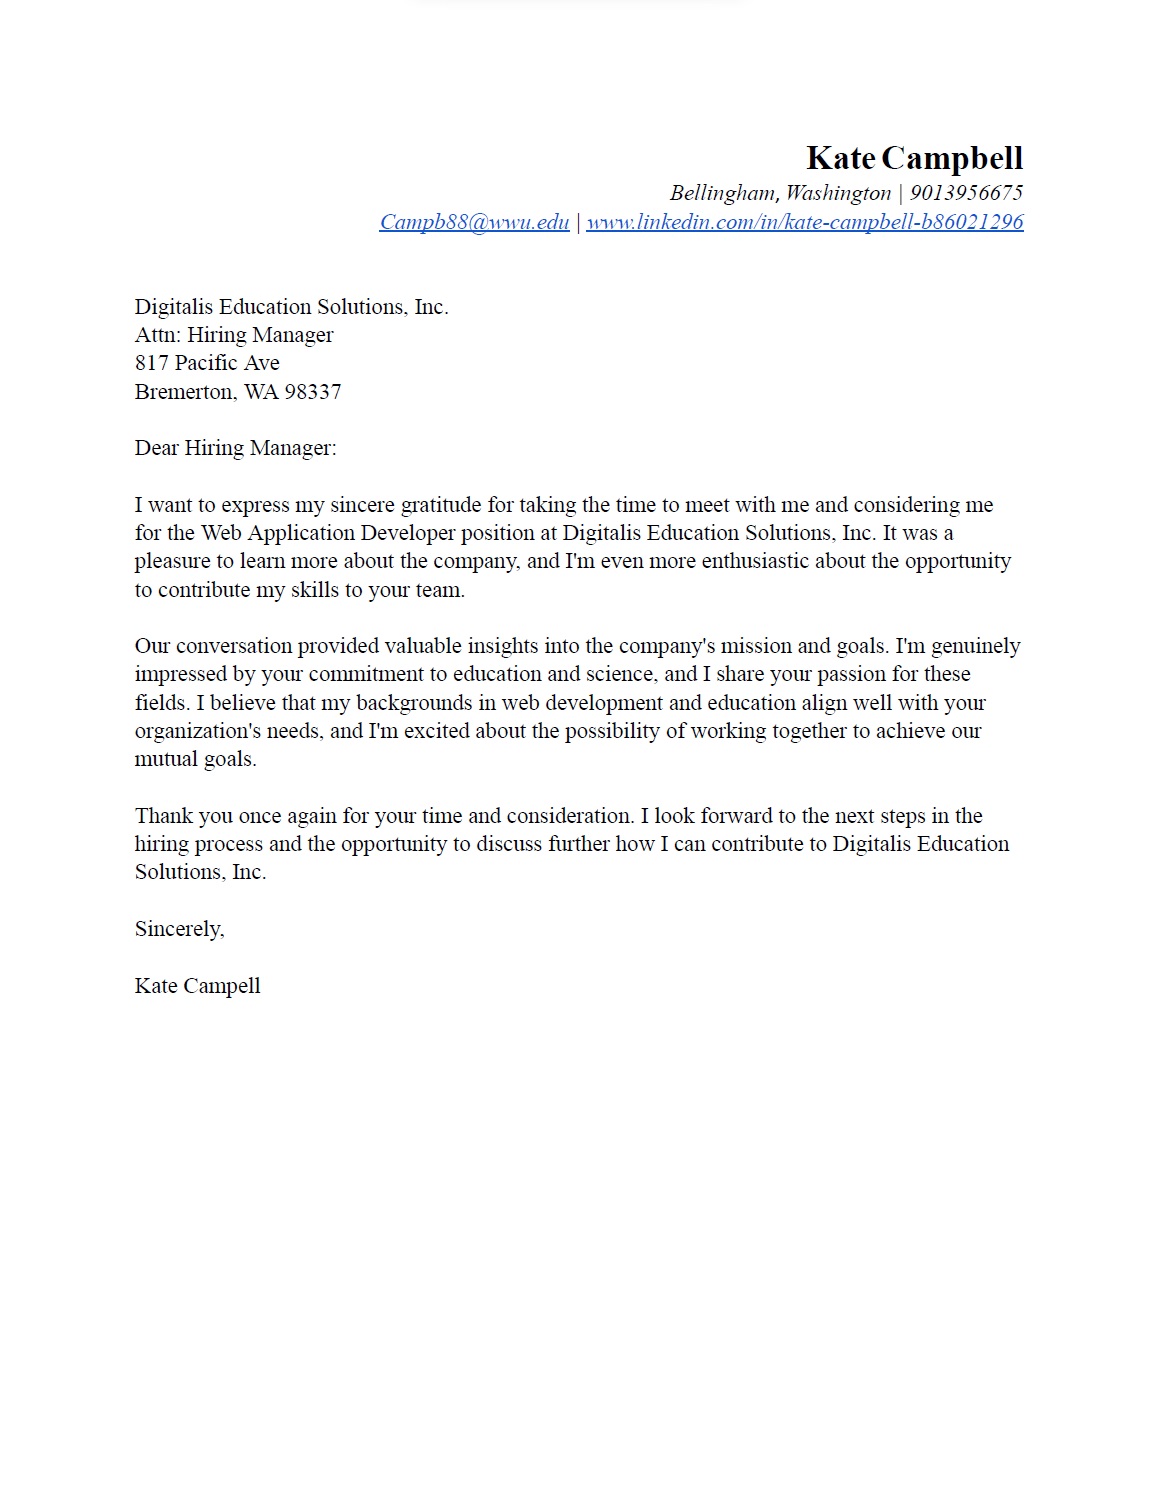 Kate Campbell
Bellingham, Washington | 9013956675
Campb88@wwu.edu | www.linkedin.com/in/kate-campbell-b86021296
Digitalis Education Solutions, Inc.
Attn: Hiring Manager
817 Pacific Ave
Bremerton, WA 98337
Dear Hiring Manager:
I want to express my sincere gratitude for taking the time to meet with me and considering me
for the Web Application Developer position at Digitalis Education Solutions, Inc. It was a
pleasure to learn more about the company, and I'm even more enthusiastic about the opportunity
to contribute my skills to your team.
Our conversation provided valuable insights into the company's mission and goals. I'm genuinely
impressed by your commitment to education and science, and I share your passion for these
fields. I believe that my backgrounds in web development and education align well with your
organization's needs, and I'm excited about the possibility of working together to achieve our
mutual goals.
Thank you once again for your time and consideration. I look forward to the next steps in the
hiring process and the opportunity to discuss further how I can contribute to Digitalis Education
Solutions, Inc.
Sincerely,
Kate Campell